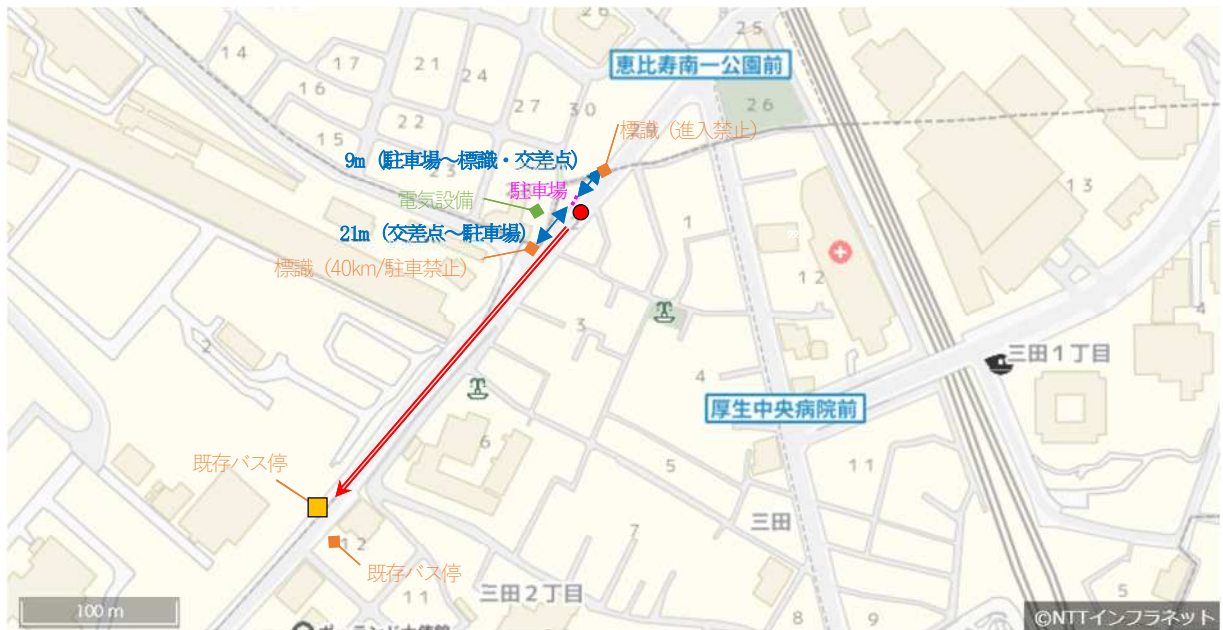 26
25
14
17
21
24
恵比寿南一公園前
16
27
30
26
22
標識（進入禁止）
15
9m（駐車場～標識・交差点）
23
駐車場
13
電気設備
1
21m（交差点～駐車場）
標識（40km/駐車禁止）
12
4
3
2
三田１丁目
4
厚生中央病院前
6
既存バス停
5
11
7
三田
12
既存バス停
三田２丁目
11
5
8
9
100 m
©NTTインフラネット